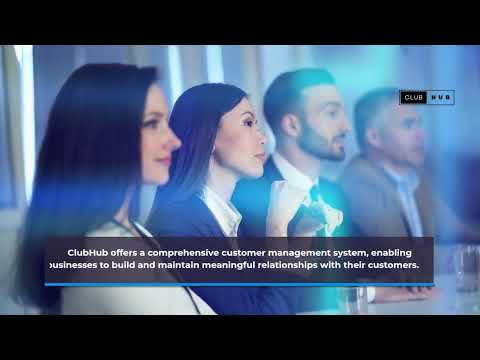 CLUB HUB
ClubHub offers a comprehensive customer management system, enabling
businesses to build and maintain meaningful relationships with their customers.